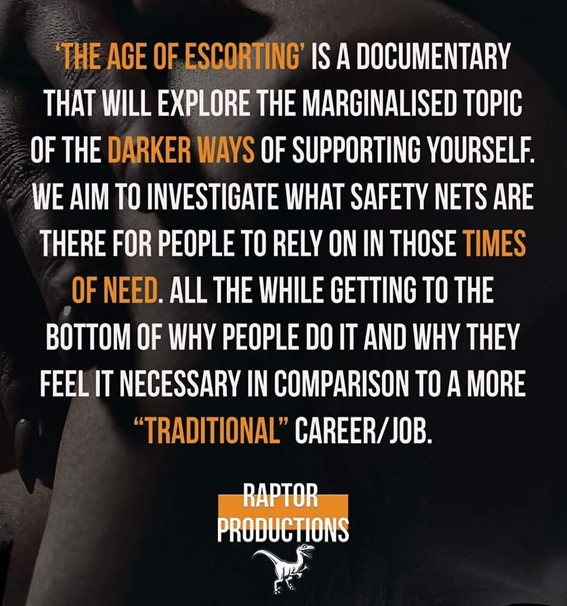 ‘THE AGE OF ESCORTING’ IS A DOCUMENTARY
THAT WILL EXPLORE THE MARGINALISED TOPIC
OF THE DARKER WAYS OF SUPPORTING YOURSELF.
WE AIM TO INVESTIGATE WHAT SAFETY NETS ARE
THERE FOR PEOPLE TO RELY ON IN THOSE TIMES
OF NEED. ALL THE WHILE GETTING TO THE
BOTTOM OF WHY PEOPLE DO IT AND WHY THEY
FEEL IT NECESSARY IN COMPARISON TO A MORE
“TRADITIONAL” CAREER/JOB.
RAPTOR
PRODUCTIONS